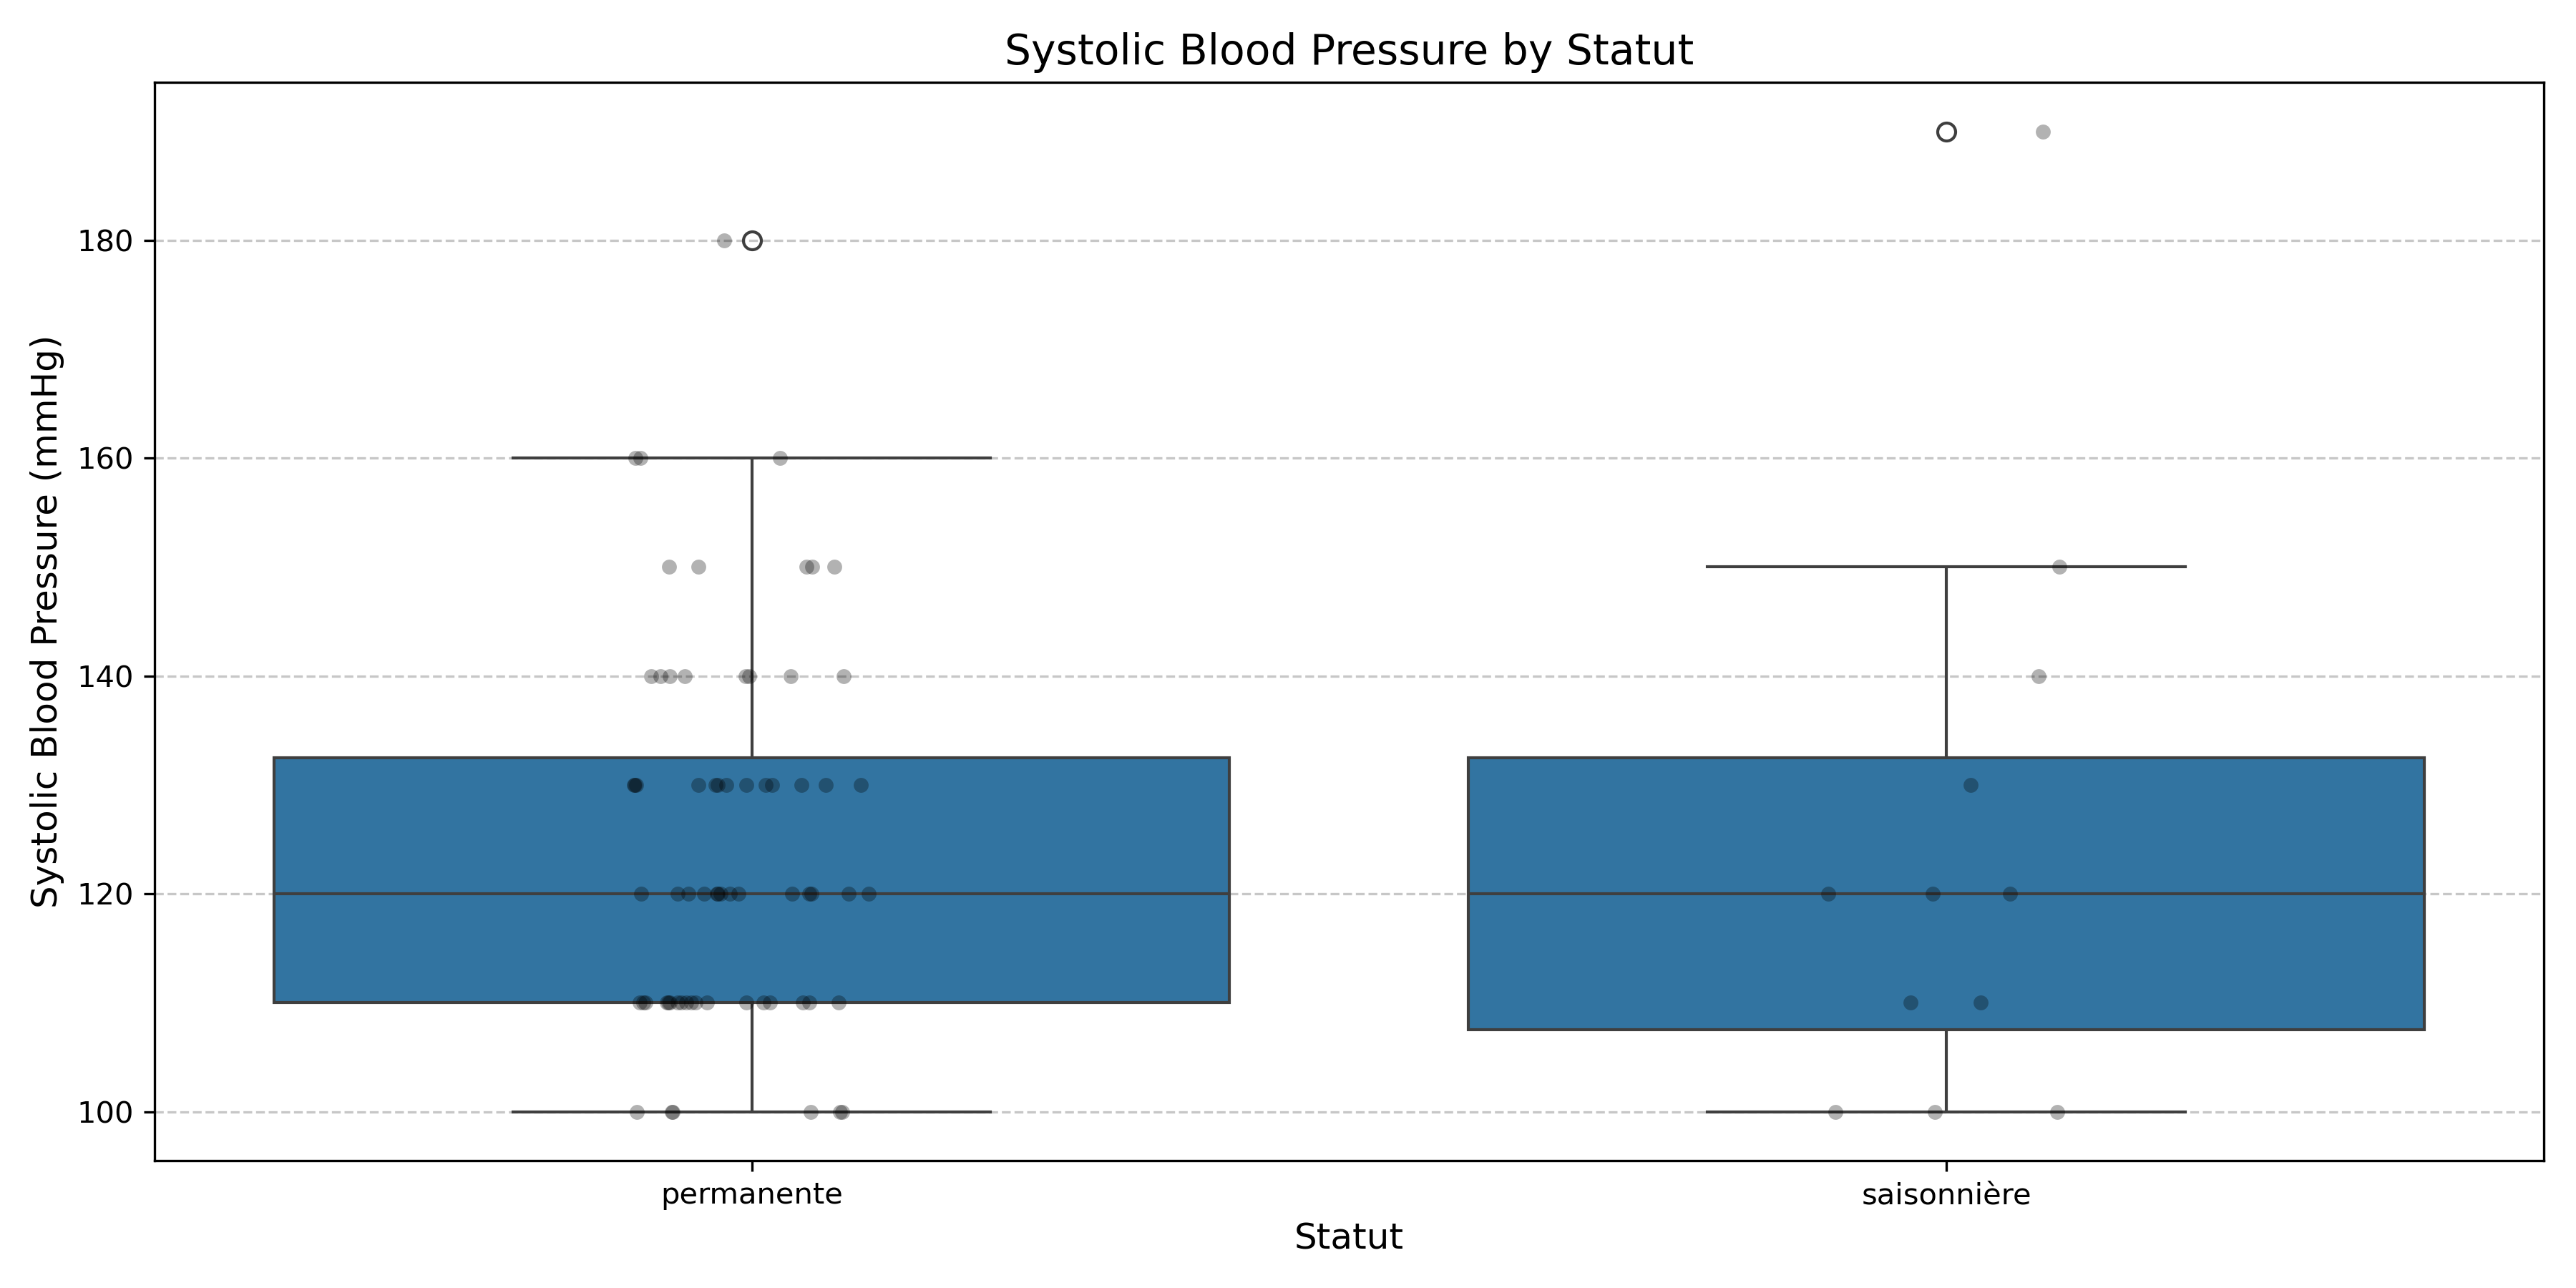 Systolic Blood Pressure by Statut
Systolic Blood Pressure (mmHg)
180
160
140
120
100
permanente
saisonnière
Statut